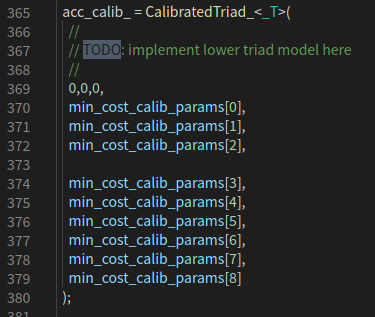 365 acc_calib_ = CalibratedTriad_<_T>(
366 //
367 // TODO: implement lower triad model here
368 //
369 0,0,0,
370 min_cost_calib_params[0],
371 min_cost_calib_params[1],
372 min_cost_calib_params[2],
373
374 min_cost_calib_params[3],
375 min_cost_calib_params[4],
376 min_cost_calib_params[5],
377 min_cost_calib_params[6],
378 min_cost_calib_params[7],
379 min_cost_calib_params[8]
380 );